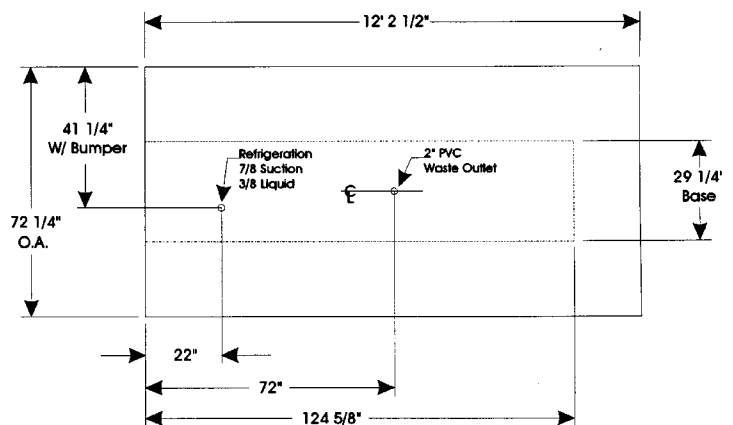 12' 2 1/2"
41 1/4"
W/ Bumper
Refrigeration
7/8 Suction
3/8 Liquid
2" PVC
Waste Outlet
℄
29 1/4'
Base
72 1/4"
O.A.
22"
72"
124 5/8"